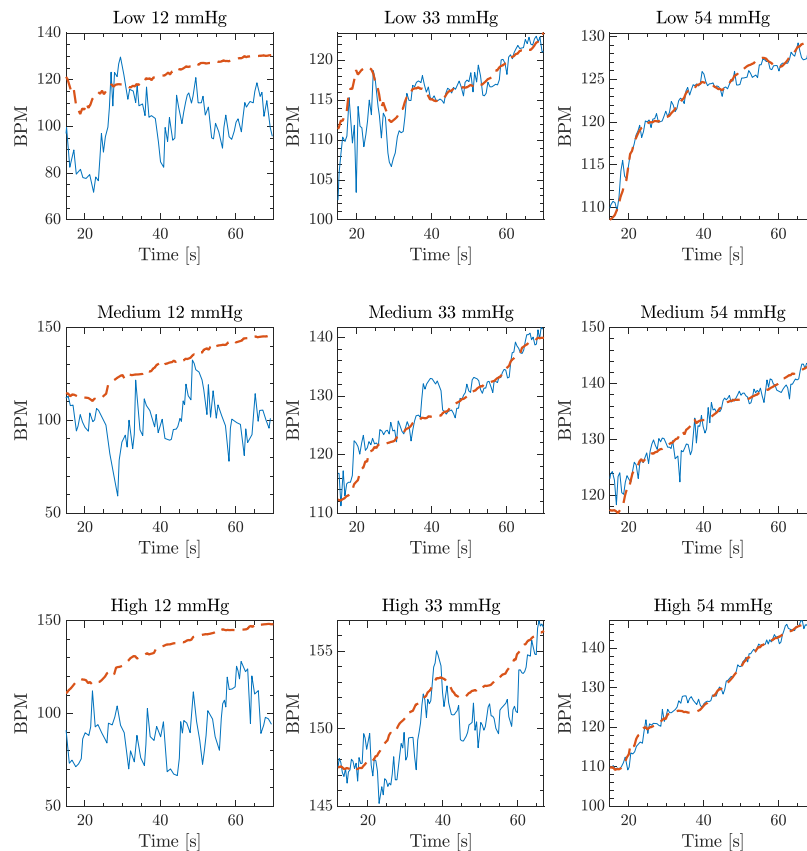 Low 12 mmHg
Low 33 mmHg
Low 54 mmHg
BPM
140
120
100
80
60
20
40
60
Time [s]
BPM
120
115
110
105
100
20
40
60
Time [s]
BPM
130
125
120
115
110
20
40
60
Time [s]
Medium 12 mmHg
Medium 33 mmHg
Medium 54 mmHg
BPM
150
100
50
20
40
60
Time [s]
BPM
140
130
120
110
20
40
60
Time [s]
BPM
150
140
130
120
20
40
60
Time [s]
High 12 mmHg
High 33 mmHg
High 54 mmHg
BPM
150
100
50
20
40
60
Time [s]
BPM
155
150
145
20
40
60
Time [s]
BPM
140
130
120
110
100
20
40
60
Time [s]